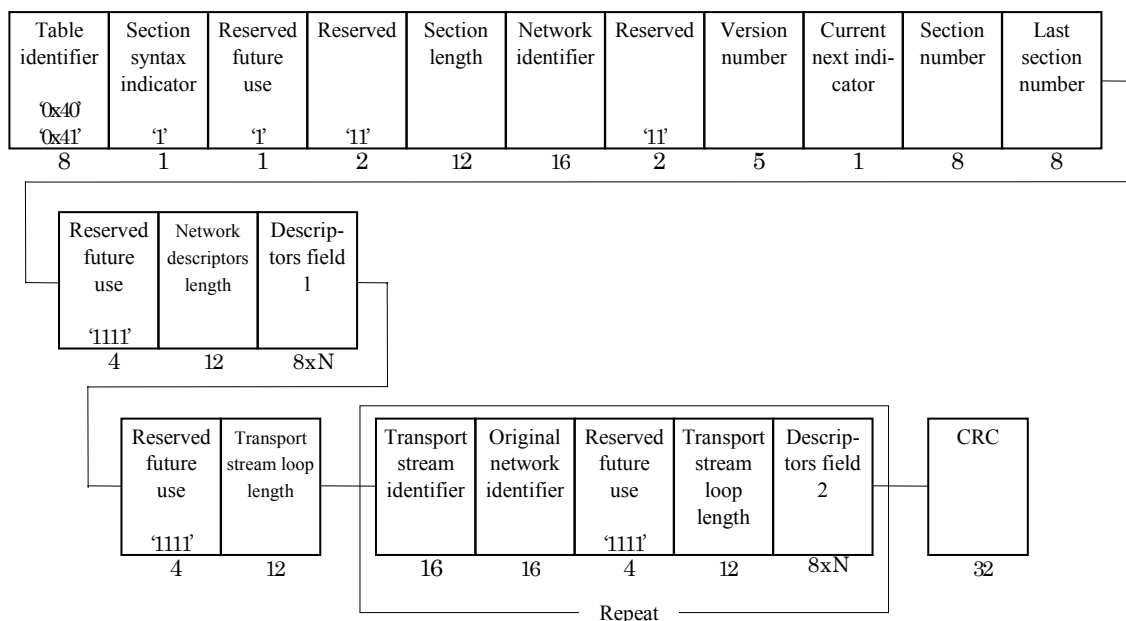 Table
identifier
‘0x40’
‘0x41’
8
Section
syntax
indicator
‘1’
1
Reserved
future
use
‘1’
1
Reserved
‘11’
2
Section
length
12
Network
identifier
16
Reserved
‘11’
2
Version
number
5
Current
next indi-
cator
1
Section
number
8
Last
section
number
8
Reserved
future
use
‘1111’
4
Network
descriptors
length
12
Descrip-
tors field
1
8xN
Reserved
future
use
‘1111’
4
Transport
stream loop
length
12
Transport
stream
identifier
16
Original
network
identifier
16
Reserved
future
use
‘1111’
4
Transport
stream
loop
length
12
Descrip-
tors field
2
8xN
CRC
32
Repeat